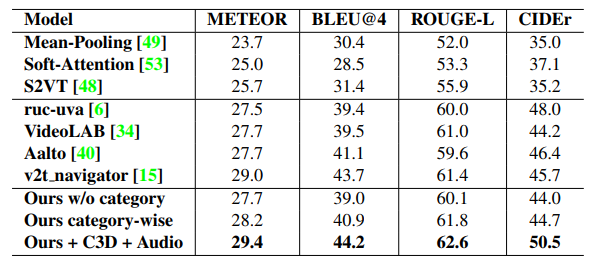 Model METEOR BLEU@4 ROUGE-L CIDEr
Mean-Pooling [49] 23.7 30.4 52.0 35.0
Soft-Attention [53] 25.0 28.5 53.3 37.1
S2VT [48] 25.7 31.4 55.9 35.2
ruc-uva [6] 27.5 39.4 60.0 48.0
VideoLAB [34] 27.7 39.5 61.0 44.2
Aalto [40] 27.7 41.1 59.6 46.4
v2t_navigator [15] 29.0 43.7 61.4 45.7
Ours w/o category 27.7 39.0 60.1 44.0
Ours category-wise 28.2 40.9 61.8 44.7
Ours + C3D + Audio 29.4 44.2 62.6 50.5